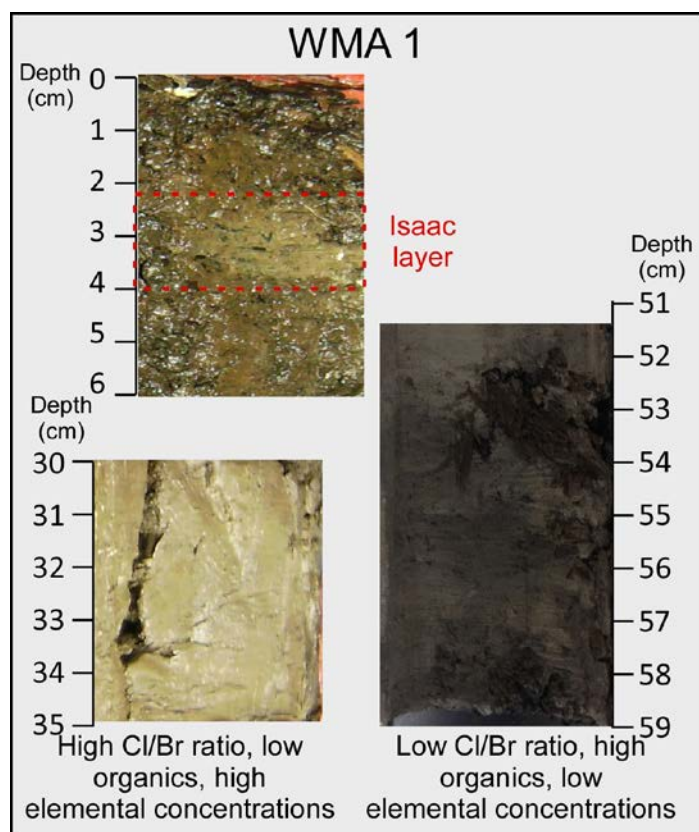 WMA 1
Depth
(cm)
0
1
2
3
4
5
6
Isaac
layer
Depth
(cm)
30
31
32
33
34
35
High Cl/Br ratio, low
organics, high
elemental concentrations
Depth
(cm)
51
52
53
54
55
56
57
58
59
Low Cl/Br ratio, high
organics, low
elemental concentrations